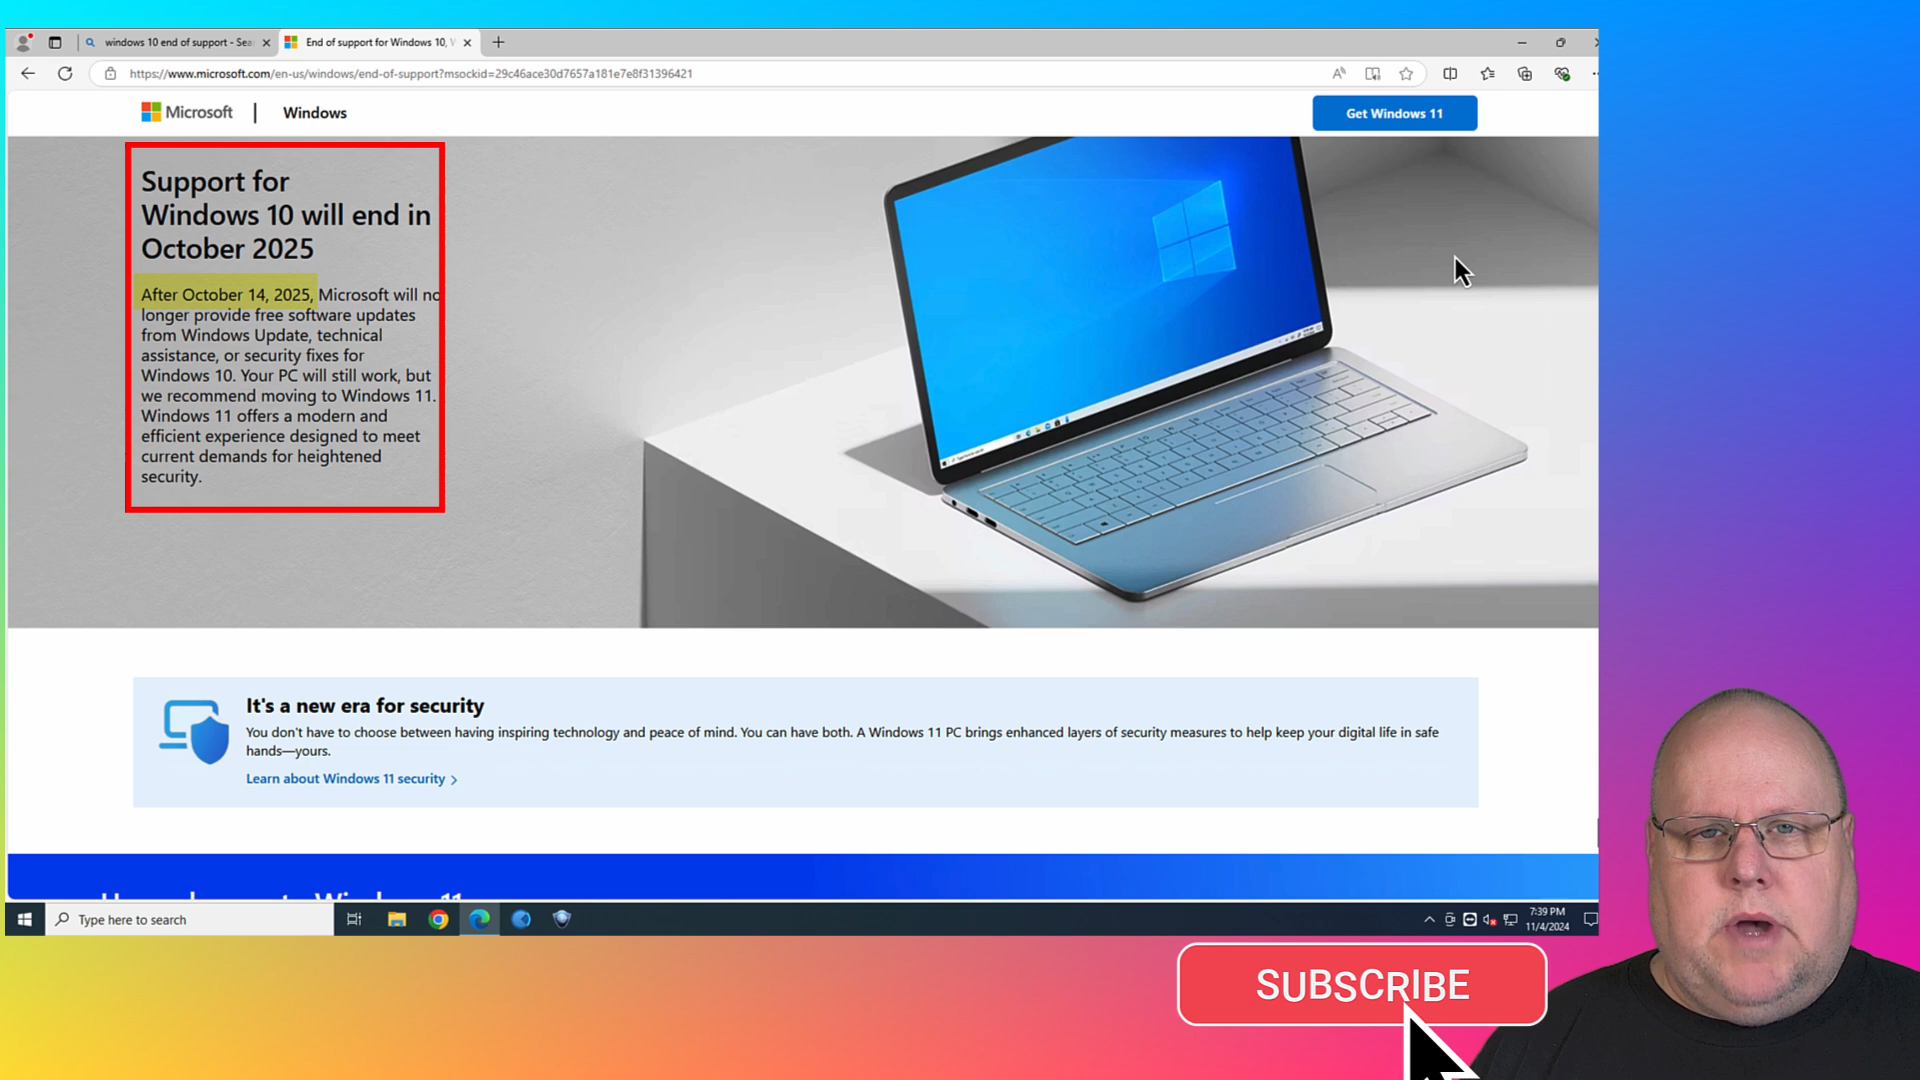 windows 10 end of support - Sea
End of support for Windows 10, W
https://www.microsoft.com/en-us/windows/end-of-support?msockid=29c46ace30d7657a181e7e8f31396421
Microsoft | Windows
Get Windows 11
Support for
Windows 10 will end in
October 2025
After October 14, 2025, Microsoft will no
longer provide free software updates
from Windows Update, technical
assistance, or security fixes for
Windows 10. Your PC will still work, but
we recommend moving to Windows 11.
Windows 11 offers a modern and
efficient experience designed to meet
current demands for heightened
security.
It's a new era for security
You don't have to choose between having inspiring technology and peace of mind. You can have both. A Windows 11 PC brings enhanced layers of security measures to help keep your digital life in safe
hands—yours.
Learn about Windows 11 security
Type here to search
7:39 PM
11/4/2024
SUBSCRIBE